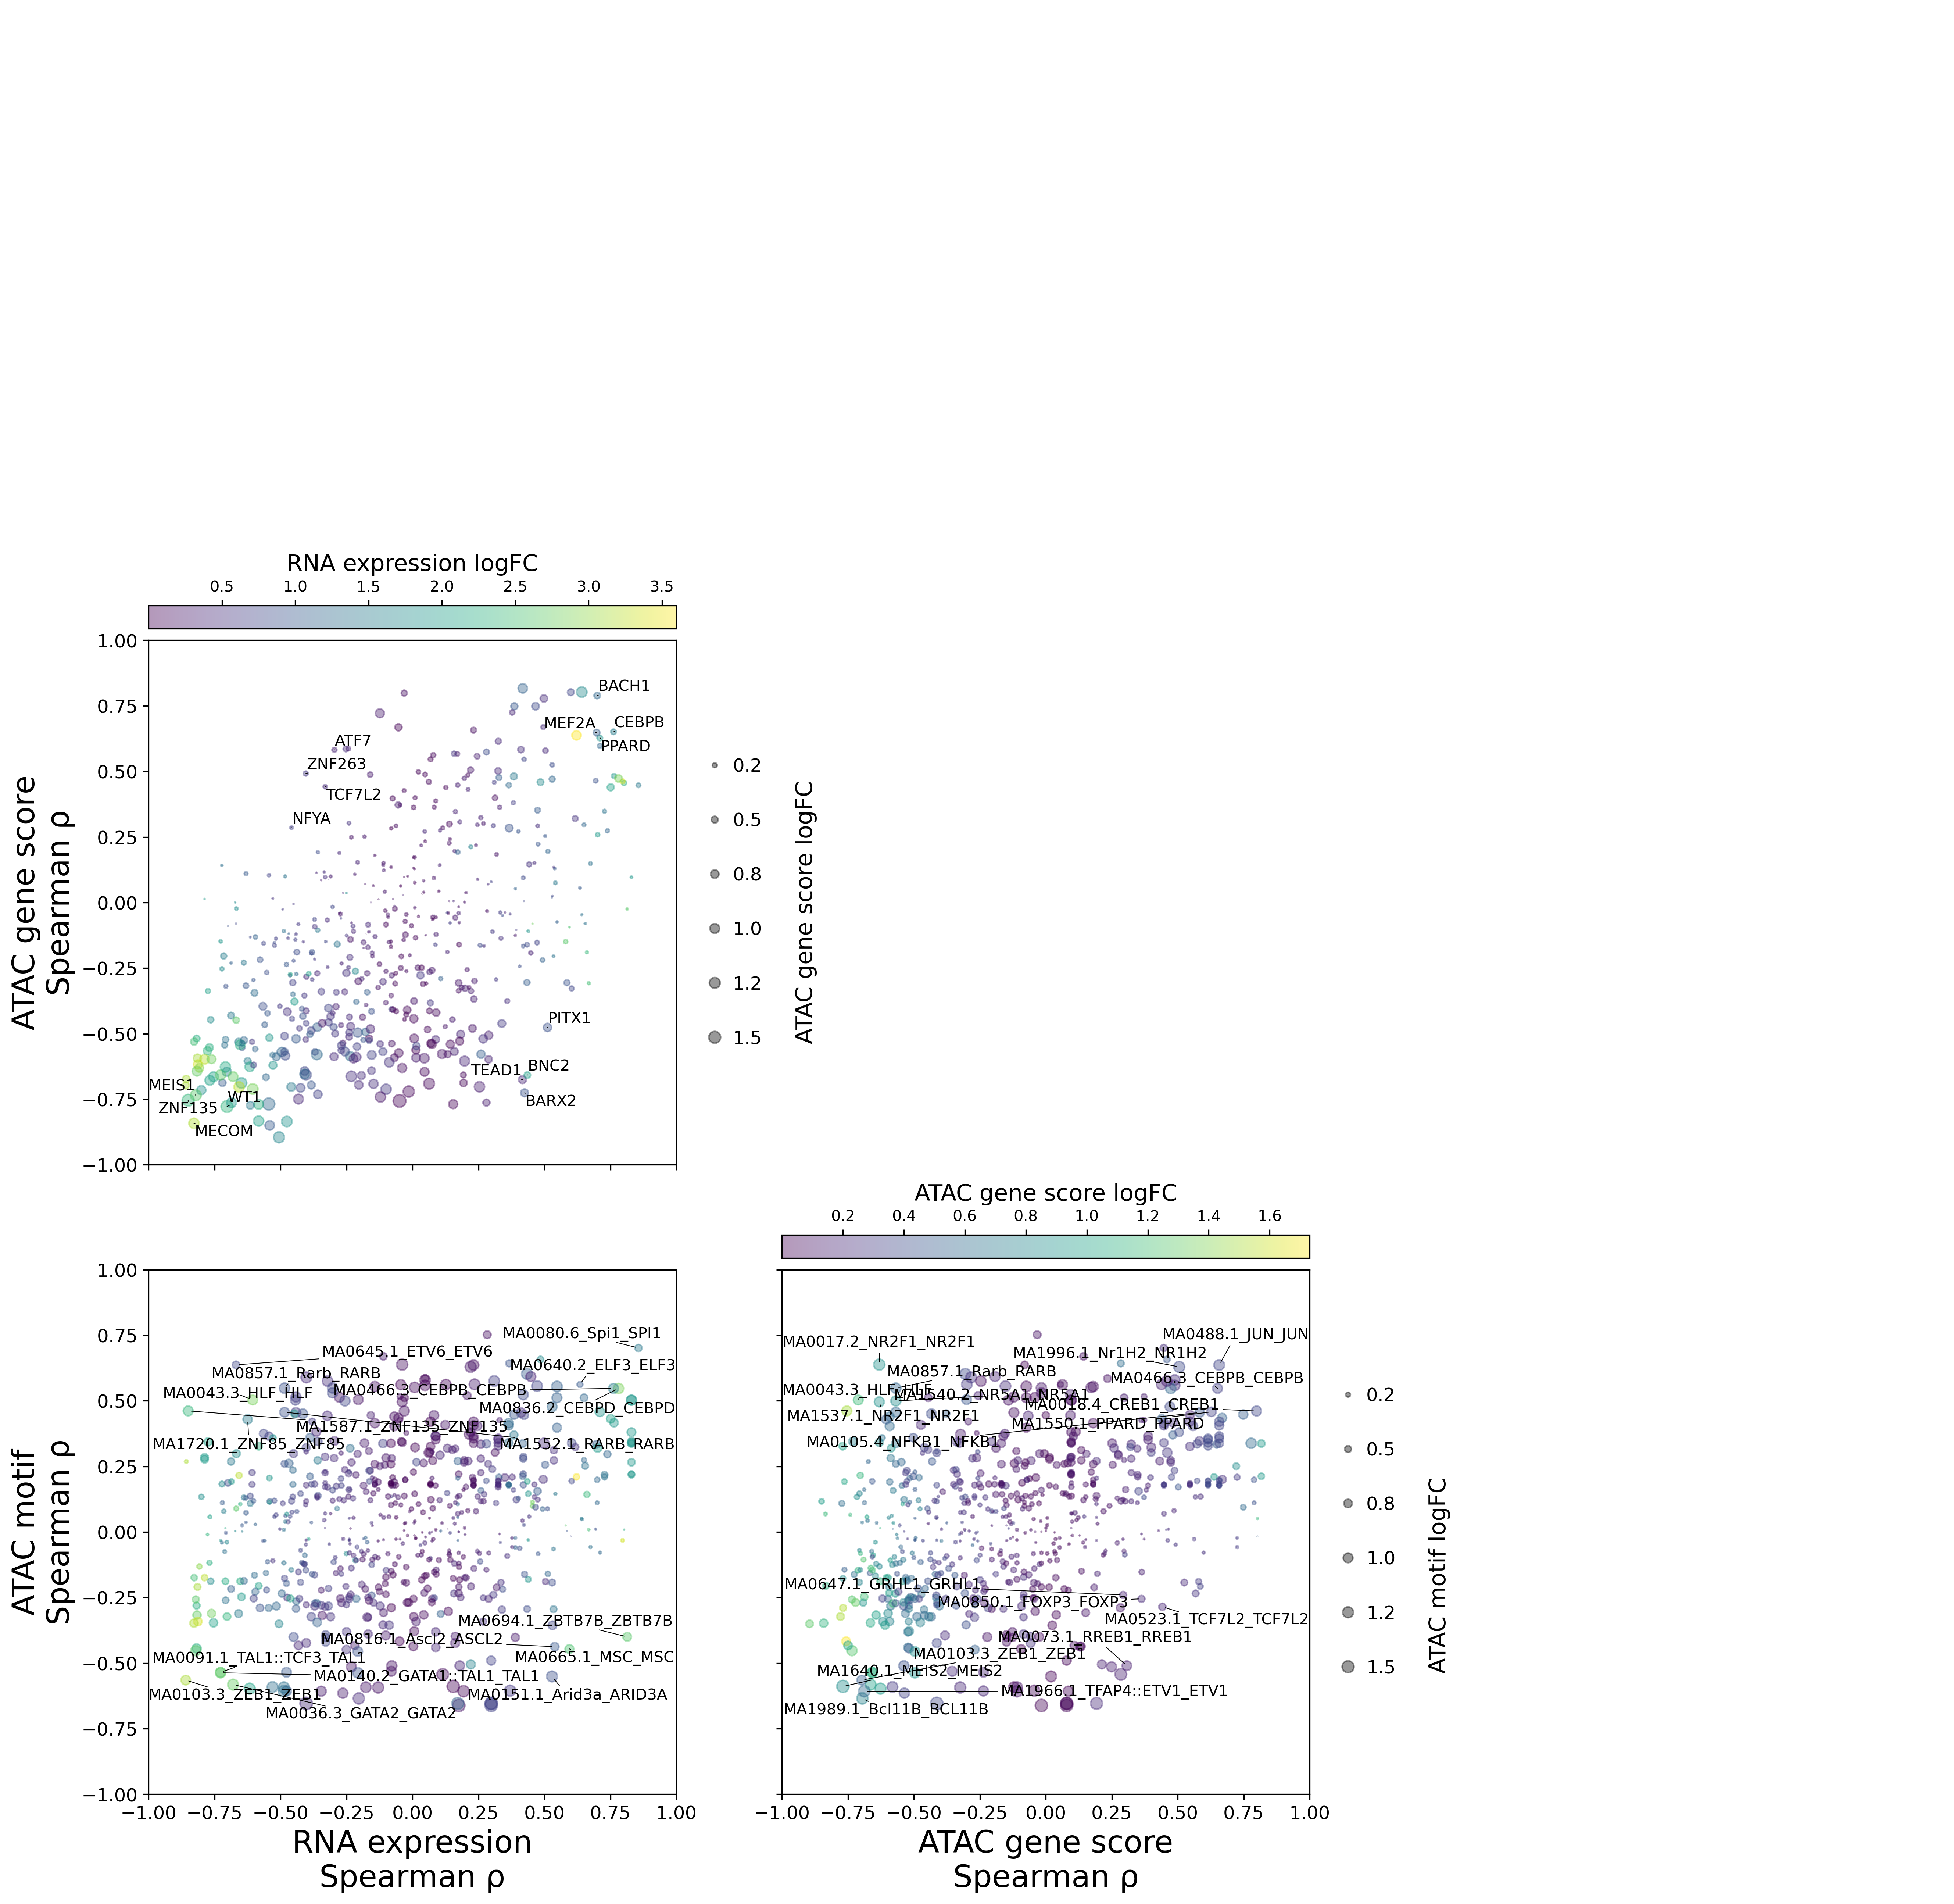 RNA expression logFC
0.5 1.0 1.5 2.0 2.5 3.0 3.5
ATAC gene score
Spearman ρ
1.00
0.75
0.50
0.25
0.00
−0.25
−0.50
−0.75
−1.00
BACH1
MEF2A
CEBPB
PPARD
ATF7
ZNF263
TCF7L2
NFYA
PITX1
TEAD1
BNC2
BARX2
MEIS1
WT1
ZNF135
MECOM
0.2
0.5
0.8
1.0
1.2
1.5
ATAC gene score logFC
ATAC motif
Spearman ρ
1.00
0.75
0.50
0.25
0.00
−0.25
−0.50
−0.75
−1.00
MA0080.6_Spi1_SPI1
MA0645.1_ETV6_ETV6
MA0640.2_ELF3_ELF3
MA0857.1_Rarb_RARB
MA0043.3_HLF_HLF
MA0466.3_CEBPB_CEBPB
MA0836.2_CEBPD_CEBPD
MA1587.1_ZNF135_ZNF135
MA1720.1_ZNF85_ZNF85
MA1552.1_RARB_RARB
MA0694.1_ZBTB7B_ZBTB7B
MA0816.1_Ascl2_ASCL2
MA0091.1_TAL1::TCF3_TAL1
MA0665.1_MSC_MSC
MA0140.2_GATA1::TAL1_TAL1
MA0103.3_ZEB1_ZEB1
MA0151.1_Arid3a_ARID3A
MA0036.3_GATA2_GATA2
−1.00 −0.75 −0.50 −0.25 0.00 0.25 0.50 0.75 1.00
RNA expression
Spearman ρ
ATAC gene score logFC
0.2 0.4 0.6 0.8 1.0 1.2 1.4 1.6
MA0488.1_JUN_JUN
MA0017.2_NR2F1_NR2F1
MA1996.1_Nr1H2_NR1H2
MA0857.1_Rarb_RARB
MA0466.3_CEBPB_CEBPB
MA0043.3_HLF_HLF
MA1540.2_NR5A1_NR5A1
MA0018.4_CREB1_CREB1
MA1537.1_NR2F1_NR2F1
MA1550.1_PPARD_PPARD
MA0105.4_NFKB1_NFKB1
MA0647.1_GRHL1_GRHL1
MA0850.1_FOXP3_FOXP3
MA0523.1_TCF7L2_TCF7L2
MA0073.1_RREB1_RREB1
MA0103.3_ZEB1_ZEB1
MA1640.1_MEIS2_MEIS2
MA1966.1_TFAP4::ETV1_ETV1
MA1989.1_Bcl11B_BCL11B
−1.00 −0.75 −0.50 −0.25 0.00 0.25 0.50 0.75 1.00
ATAC gene score
Spearman ρ
0.2
0.5
0.8
1.0
1.2
1.5
ATAC motif logFC